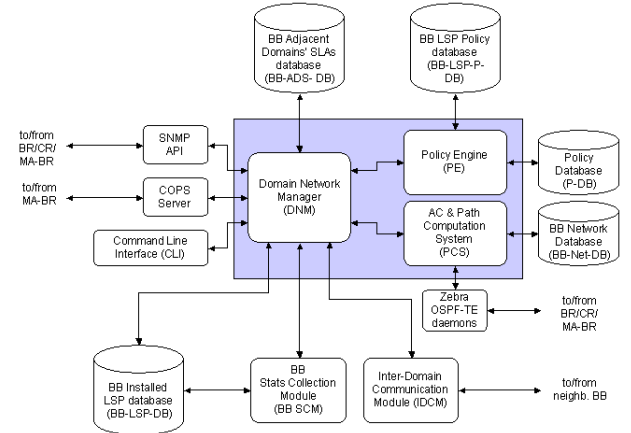 BB Adjacent
Domains' SLAs
database
(BB-ADS- DB)
BB LSP Policy
database
(BB-LSP-P-
DB)
to/from
BR/CR/
MA-BR
SNMP
API
to/from
MA-BR
COPS
Server
Command Line
Interface (CLI)
Domain Network
Manager
(DNM)
Policy Engine
(PE)
AC & Path
Computation
System
(PCS)
Policy
Database
(P-DB)
BB Network
Database
(BB-Net-DB)
Zebra
OSPF-TE
daemons
to/from
BR/CR/
MA-BR
BB Installed
LSP database
(BB-LSP-DB)
BB
Stats Collection
Module
(BB SCM)
Inter-Domain
Communication
Module (IDCM)
to/from
neighb. BB